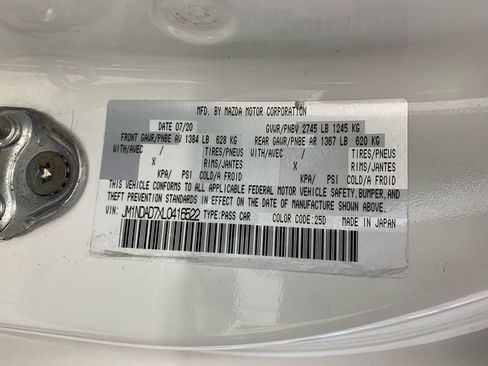 MFD. BY MAZDA MOTOR CORPORATION
DATE 07/20 GVWR/PNBV 2745 LB 1245 KG
FRONT GAWR/PNBE AV 1384 LB 628 KG REAR GAWR/PNBE AR 1367 LB 620 KG
WITH/AVEC TIRES/PNEUS WITH/AVEC TIRES/PNEUS
X RIMS/JANTES X RIMS/JANTES
KPA/ PSI COLD/A FROID KPA/ PSI COLD/A FROID
THIS VEHICLE CONFORMS TO ALL APPLICABLE FEDERAL MOTOR VEHICLE SAFETY, BUMPER, AND
THEFT PREVENTION STANDARDS IN EFFECT ON THE DATE OF MANUFACTURE SHOWN ABOVE.
VIN: JM1NDAD7XL0416522 TYPE:PASS CAR COLOR CODE:25D MADE IN JAPAN